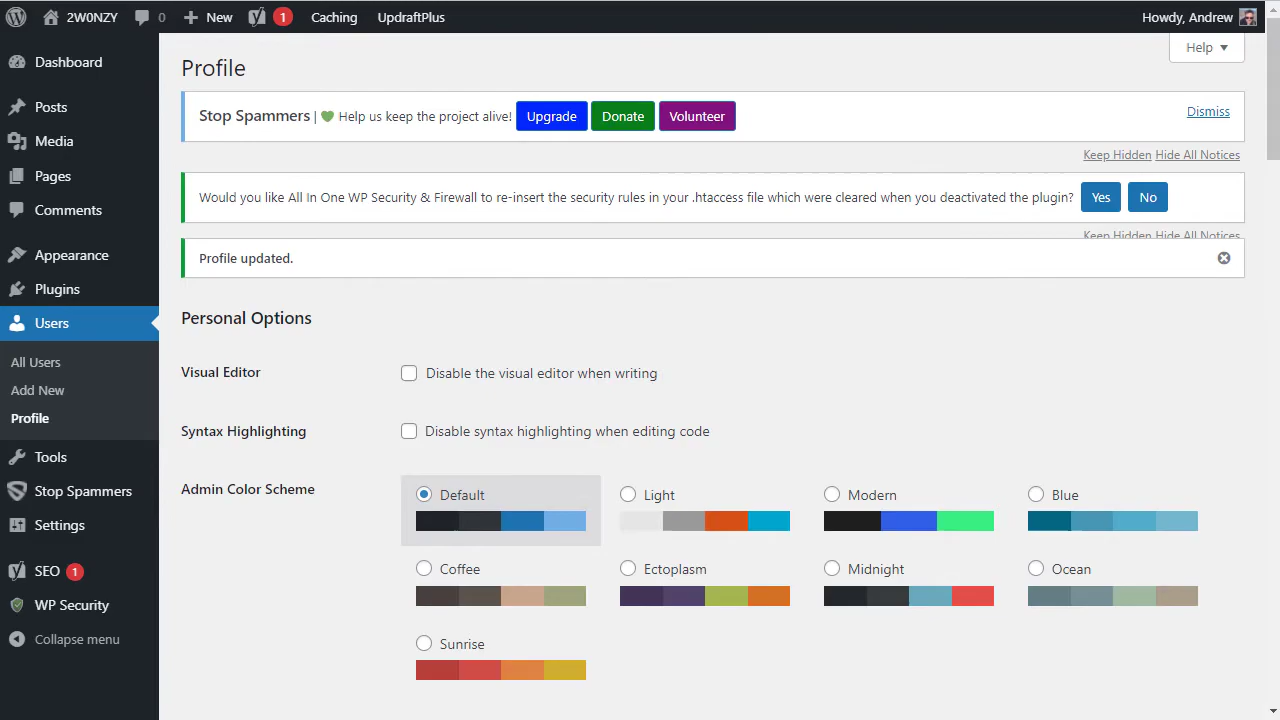 2W0NZY 0 New 1 Caching UpdraftPlus Howdy, Andrew
Help
Dashboard
Posts
Media
Pages
Comments
Appearance
Plugins
Users
All Users
Add New
Profile
Tools
Stop Spammers
Settings
SEO 1
WP Security
Collapse menu
Profile
Stop Spammers | Help us keep the project alive! Upgrade Donate Volunteer Dismiss
Keep Hidden Hide All Notices
Would you like All In One WP Security & Firewall to re-insert the security rules in your .htaccess file which were cleared when you deactivated the plugin? Yes No
Keep Hidden Hide All Notices
Profile updated.
Personal Options
Visual Editor Disable the visual editor when writing
Syntax Highlighting Disable syntax highlighting when editing code
Admin Color Scheme Default Light Modern Blue
Coffee Ectoplasm Midnight Ocean
Sunrise